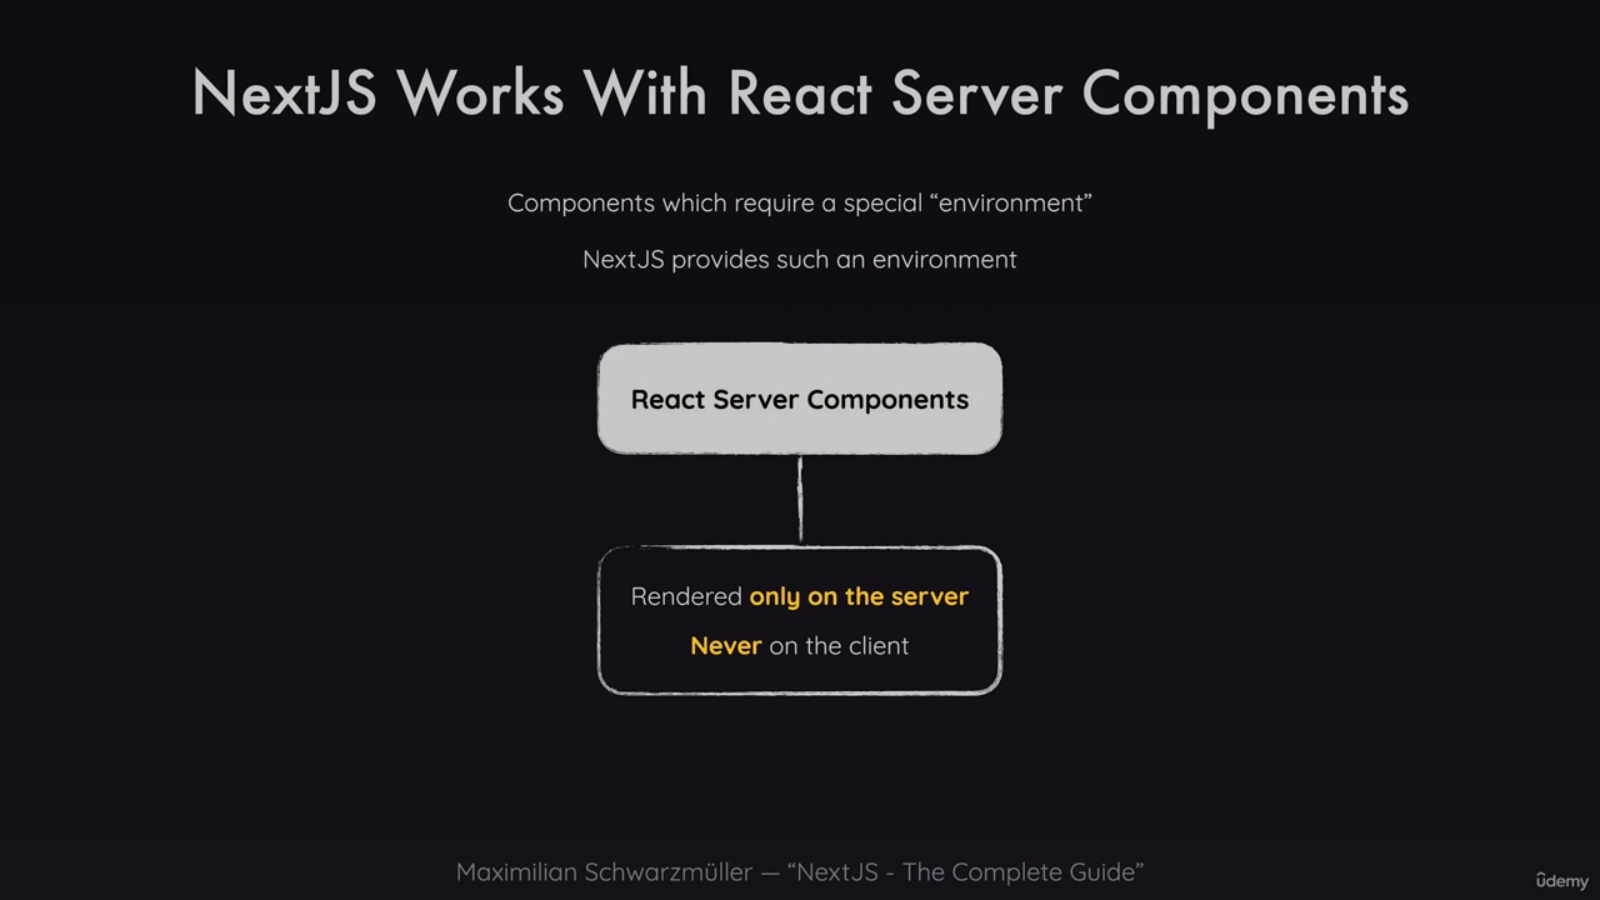 NextJS Works With React Server Components
Components which require a special “environment”
NextJS provides such an environment
React Server Components
Rendered only on the server
Never on the client
Maximilian Schwarzmüller — “NextJS - The Complete Guide”
ûdemy